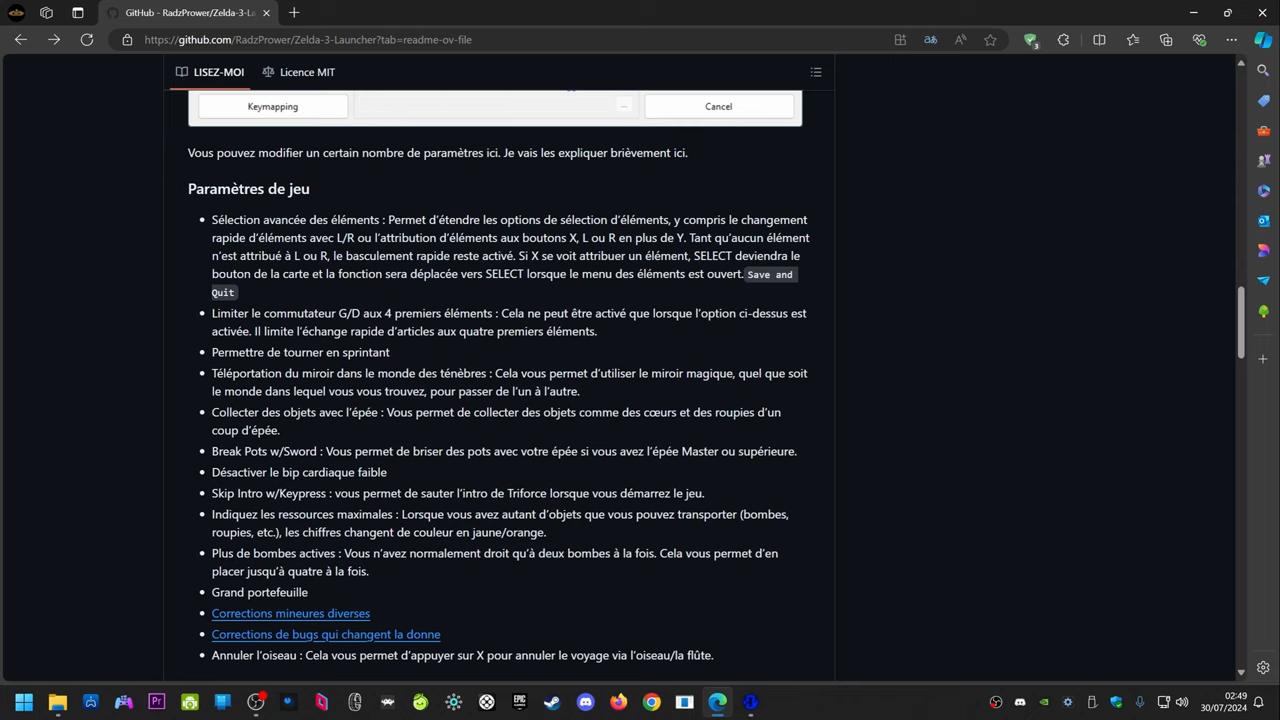 GitHub - RadzPrower/Zelda-3-La
https://github.com/RadzPrower/Zelda-3-Launcher?tab=readme-ov-file
3
LISEZ-MOI
Licence MIT
Keymapping
...
Cancel
Vous pouvez modifier un certain nombre de paramètres ici. Je vais les expliquer brièvement ici.
Paramètres de jeu
Sélection avancée des éléments : Permet d’étendre les options de sélection d’éléments, y compris le changement
rapide d’éléments avec L/R ou l’attribution d’éléments aux boutons X, L ou R en plus de Y. Tant qu’aucun élément
n’est attribué à L ou R, le basculement rapide reste activé. Si X se voit attribuer un élément, SELECT deviendra le
bouton de la carte et la fonction sera déplacée vers SELECT lorsque le menu des éléments est ouvert. Save and
Quit
Limiter le commutateur G/D aux 4 premiers éléments : Cela ne peut être activé que lorsque l’option ci-dessus est
activée. Il limite l’échange rapide d’articles aux quatre premiers éléments.
Permettre de tourner en sprintant
Téléportation du miroir dans le monde des ténèbres : Cela vous permet d’utiliser le miroir magique, quel que soit
le monde dans lequel vous vous trouvez, pour passer de l’un à l’autre.
Collecter des objets avec l’épée : Vous permet de collecter des objets comme des cœurs et des roupies d’un
coup d’épée.
Break Pots w/Sword : Vous permet de briser des pots avec votre épée si vous avez l’épée Master ou supérieure.
Désactiver le bip cardiaque faible
Skip Intro w/Keypress : vous permet de sauter l’intro de Triforce lorsque vous démarrez le jeu.
Indiquez les ressources maximales : Lorsque vous avez autant d’objets que vous pouvez transporter (bombes,
roupies, etc.), les chiffres changent de couleur en jaune/orange.
Plus de bombes actives : Vous n’avez normalement droit qu’à deux bombes à la fois. Cela vous permet d’en
placer jusqu’à quatre à la fois.
Grand portefeuille
Corrections mineures diverses
Corrections de bugs qui changent la donne
Annuler l’oiseau : Cela vous permet d’appuyer sur X pour annuler le voyage via l’oiseau/la flûte.
Pr
EPIC
02:49
30/07/2024